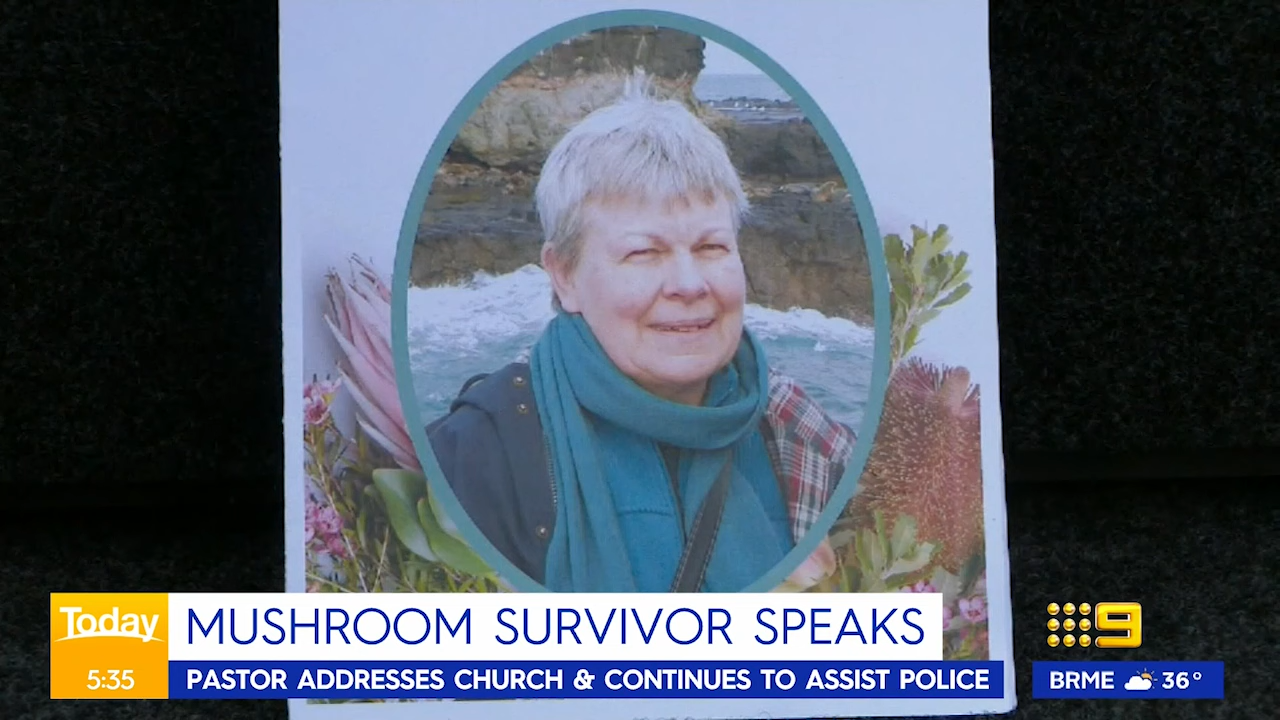 Today
5:35
MUSHROOM SURVIVOR SPEAKS
PASTOR ADDRESSES CHURCH & CONTINUES TO ASSIST POLICE
9
BRME 36°